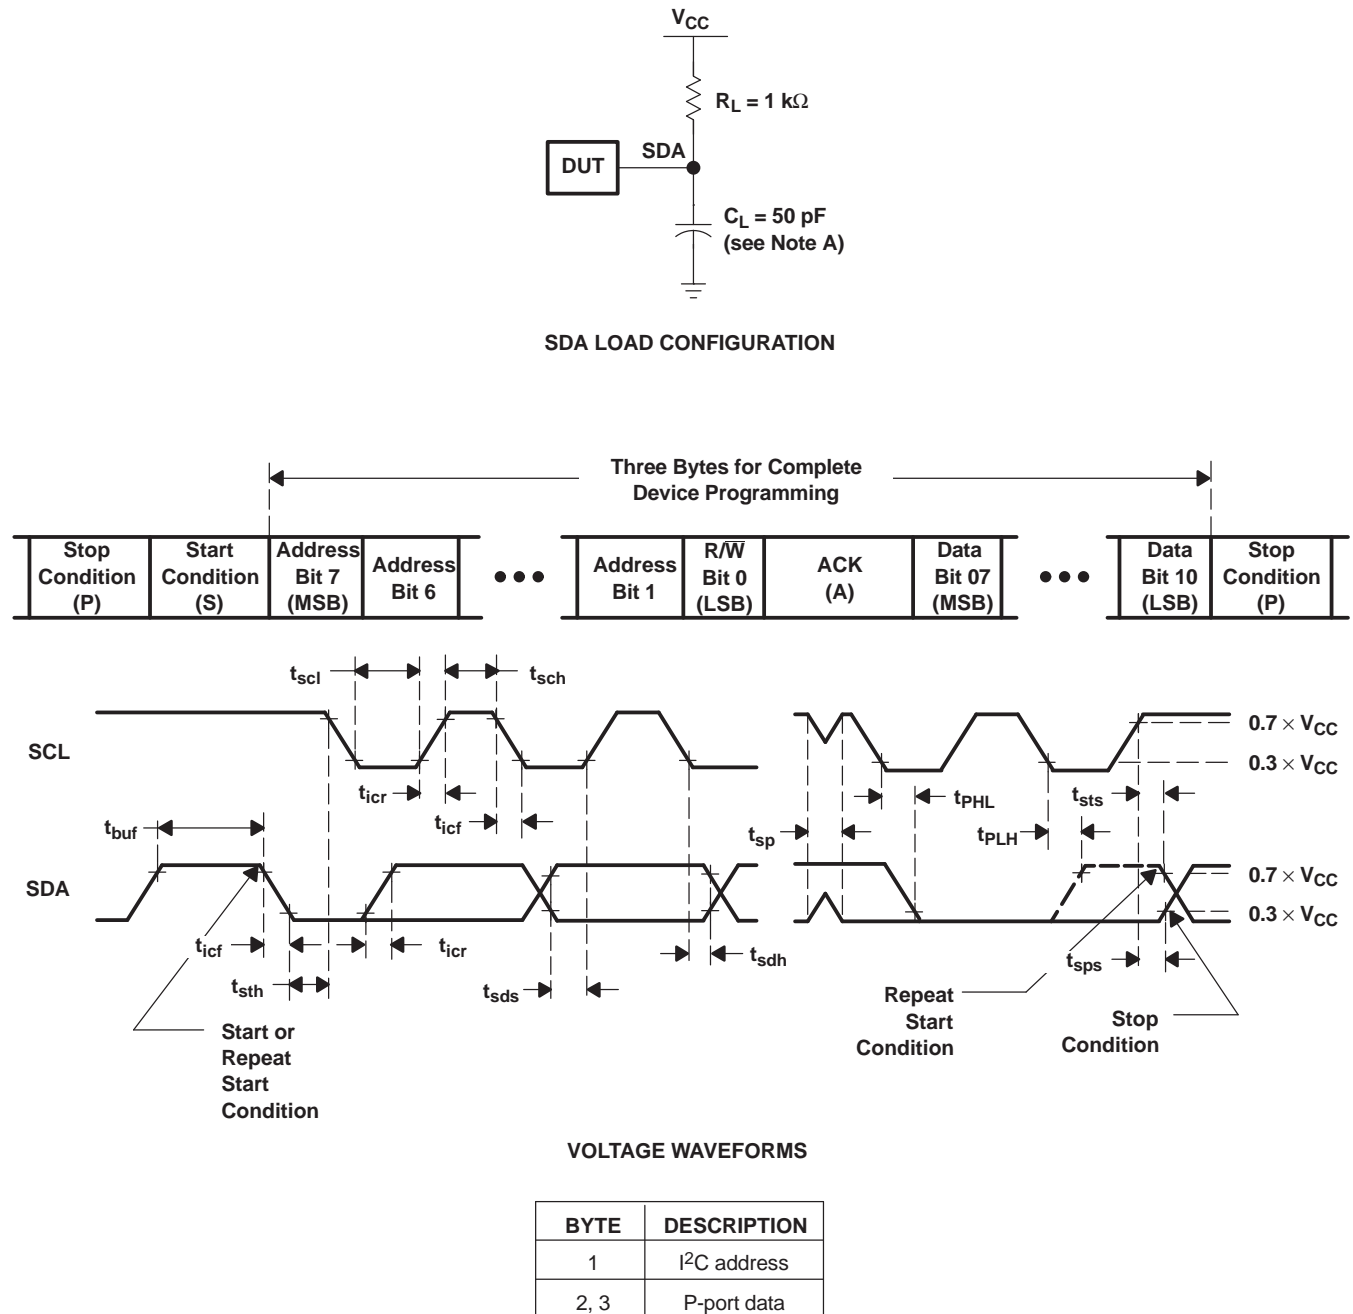 VCC
RL = 1 kΩ
DUT
SDA
CL = 50 pF
(see Note A)
SDA LOAD CONFIGURATION
Three Bytes for Complete
Device Programming
Stop
Condition
(P)
Start
Condition
(S)
Address
Bit 7
(MSB)
Address
Bit 6
Address
Bit 1
R/W̅
Bit 0
(LSB)
ACK
(A)
Data
Bit 07
(MSB)
Data
Bit 10
(LSB)
Stop
Condition
(P)
tscl
tsch
SCL
0.7 × VCC
0.3 × VCC
ticr
tPHL
tsts
tbuf
ticf
tsp
tPLH
SDA
0.7 × VCC
0.3 × VCC
ticf
ticr
tsdh
tsps
tsth
tsds
Start or
Repeat
Start
Condition
Repeat
Start
Condition
Stop
Condition
VOLTAGE WAVEFORMS
BYTE DESCRIPTION
1 I²C address
2, 3 P-port data